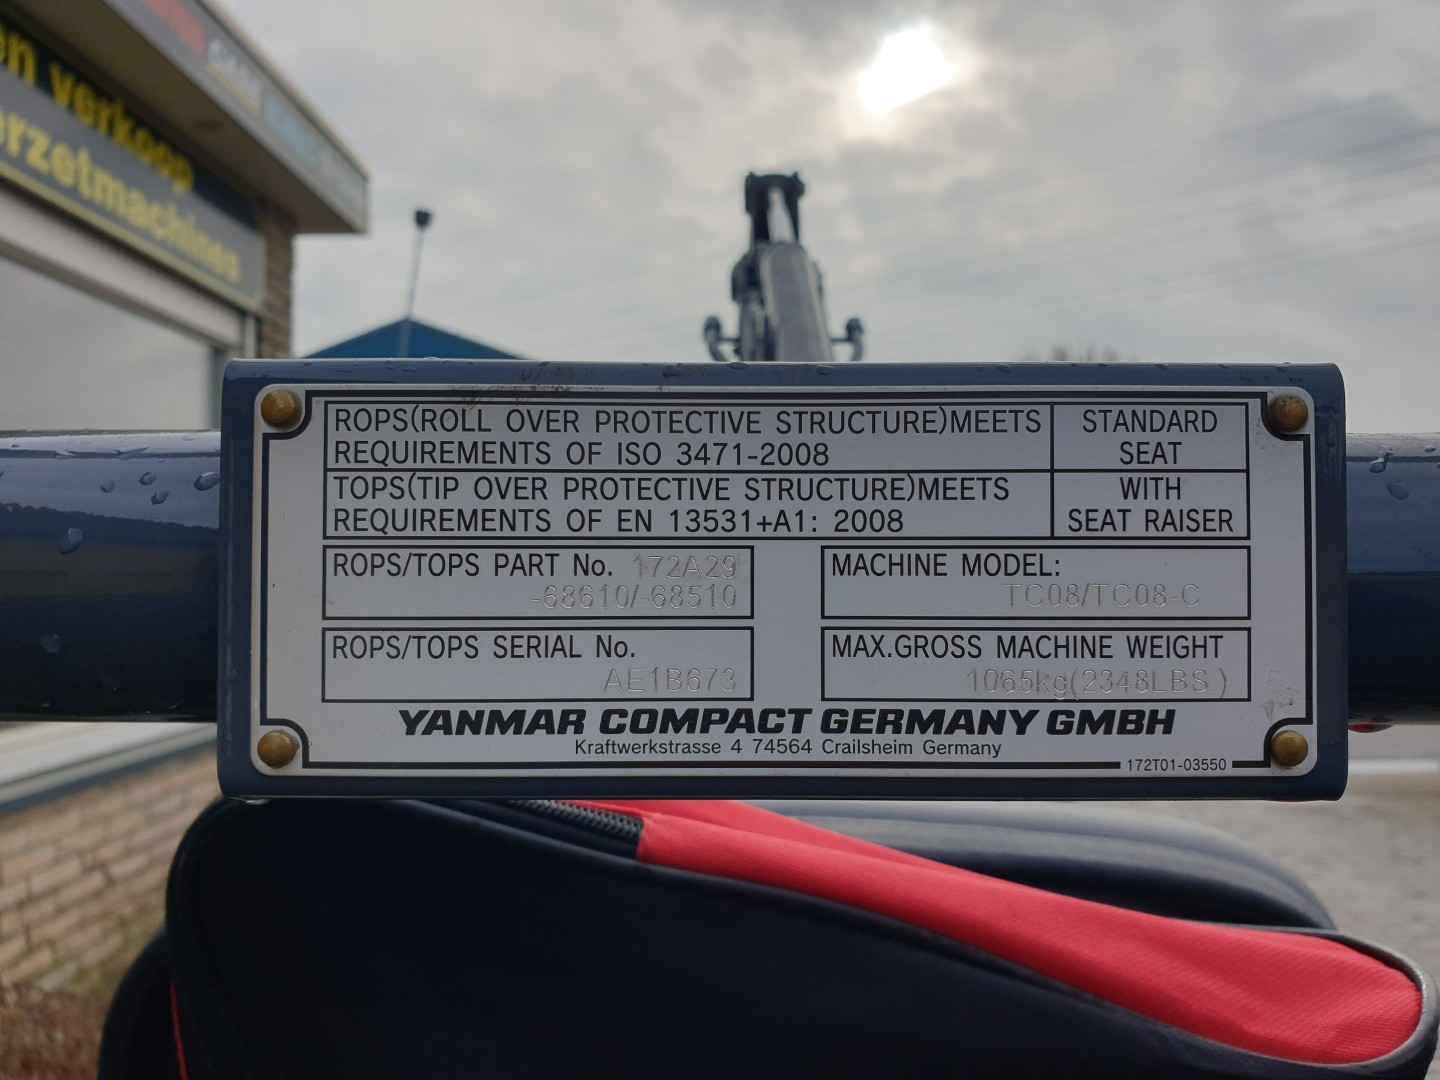 en verkoop
rzetmachines
ROPS(ROLL OVER PROTECTIVE STRUCTURE)MEETS
REQUIREMENTS OF ISO 3471-2008
STANDARD
SEAT
TOPS(TIP OVER PROTECTIVE STRUCTURE)MEETS
REQUIREMENTS OF EN 13531+A1: 2008
WITH
SEAT RAISER
ROPS/TOPS PART No. 172A29
-68610/-68510
MACHINE MODEL:
TC08/TC08-C
ROPS/TOPS SERIAL No.
AE1B673
MAX.GROSS MACHINE WEIGHT
1065kg(2348LBS)
YANMAR COMPACT GERMANY GMBH
Kraftwerkstrasse 4 74564 Crailsheim Germany
172T01-03550